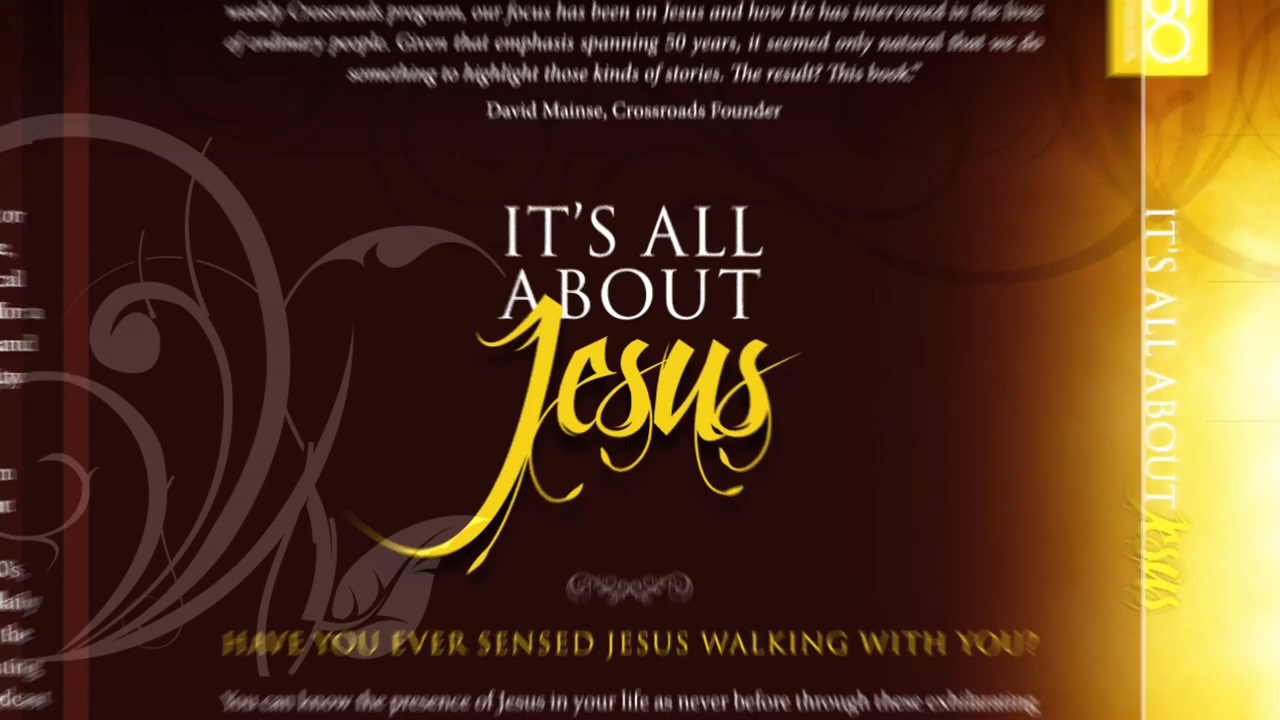 weekly Crossroads program, our focus has been on Jesus and how He has intervened in the lives
of ordinary people. Given that emphasis spanning 50 years, it seemed only natural that we do
something to highlight those kinds of stories. The result? This book."
David Mainse, Crossroads Founder
IT'S ALL
ABOUT
Jesus
HAVE YOU EVER SENSED JESUS WALKING WITH YOU?
You can know the presence of Jesus in your life as never before through these exhilarating
50
IT'S ALL ABOUT Jesus